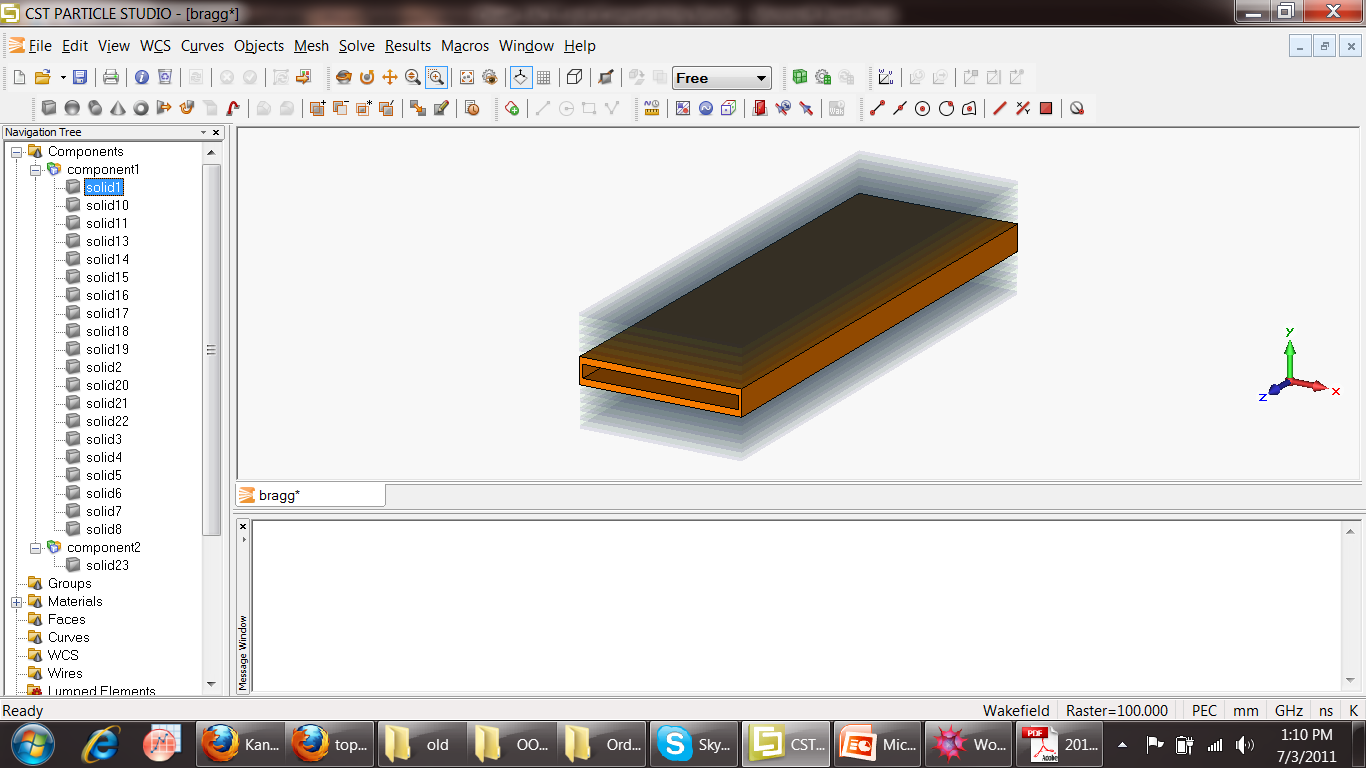 CST PARTICLE STUDIO - [bragg*]
File Edit View WCS Curves Objects Mesh Solve Results Macros Window Help
Free
Navigation Tree
Components
component1
solid1
solid10
solid11
solid13
solid14
solid15
solid16
solid17
solid18
solid19
solid2
solid20
solid21
solid22
solid3
solid4
solid5
solid6
solid7
solid8
component2
solid23
Groups
Materials
Faces
Curves
WCS
Wires
Lumped Elements
y
x
z
bragg*
Message Window
Ready
Wakefield Raster=100.000 PEC mm GHz ns K
Kan... top... old OO... Ord... Sky... CST... Mic... Wo... PDF Adobe 201...
1:10 PM
7/3/2011